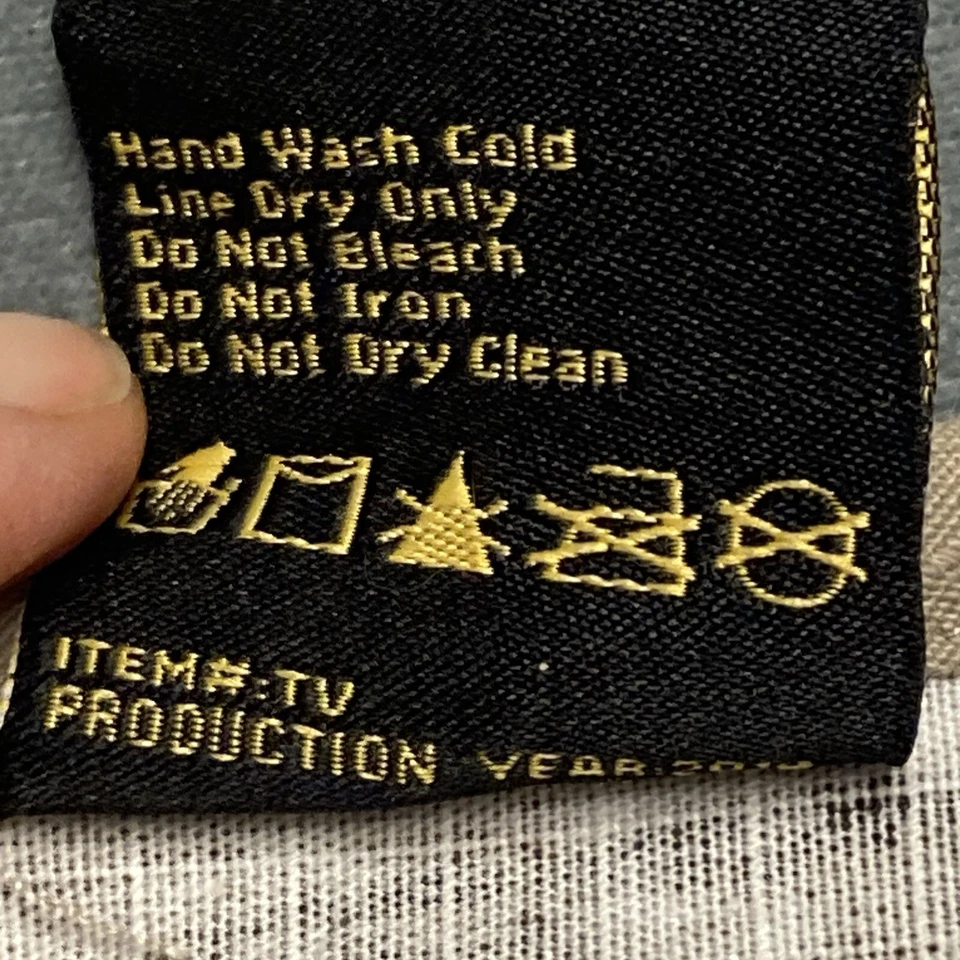 Hand Wash Cold
Line Dry Only
Do Not Bleach
Do Not Iron
Do Not Dry Clean
ITEM#:TV
PRODUCTION YEAR: